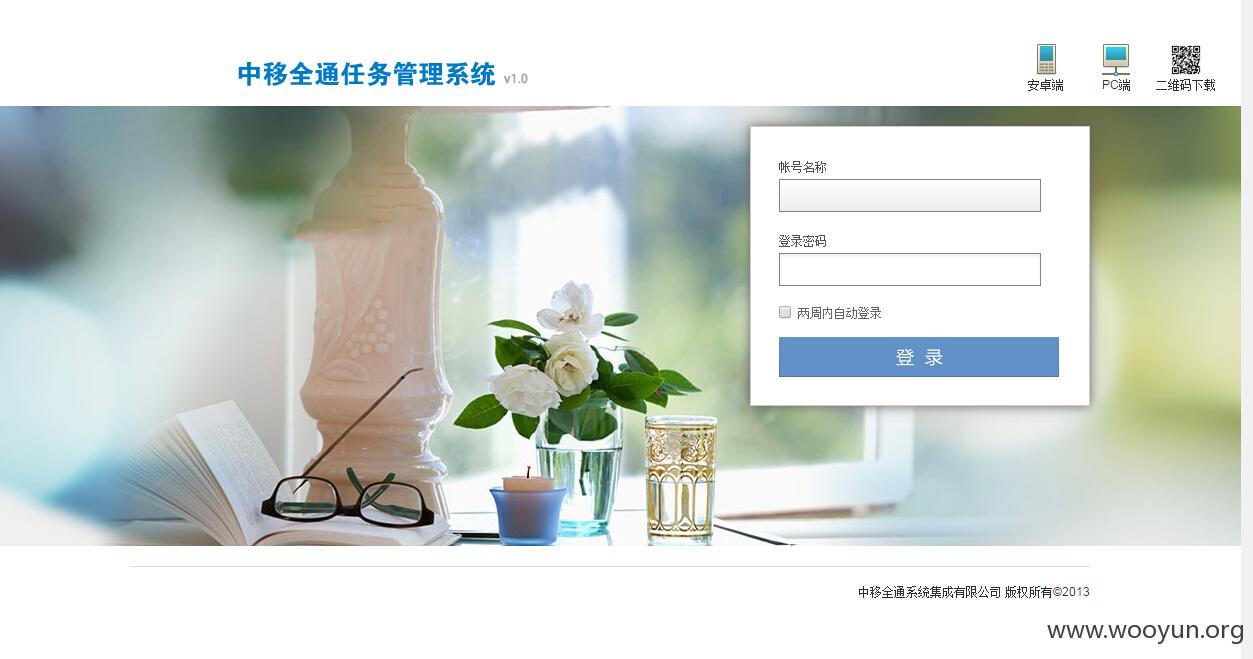 中移全通任务管理系统 v1.0
安卓端 PC端 二维码下载
帐号名称
登录密码
两周内自动登录
登 录
中移全通系统集成有限公司 版权所有©2013
www.wooyun.org